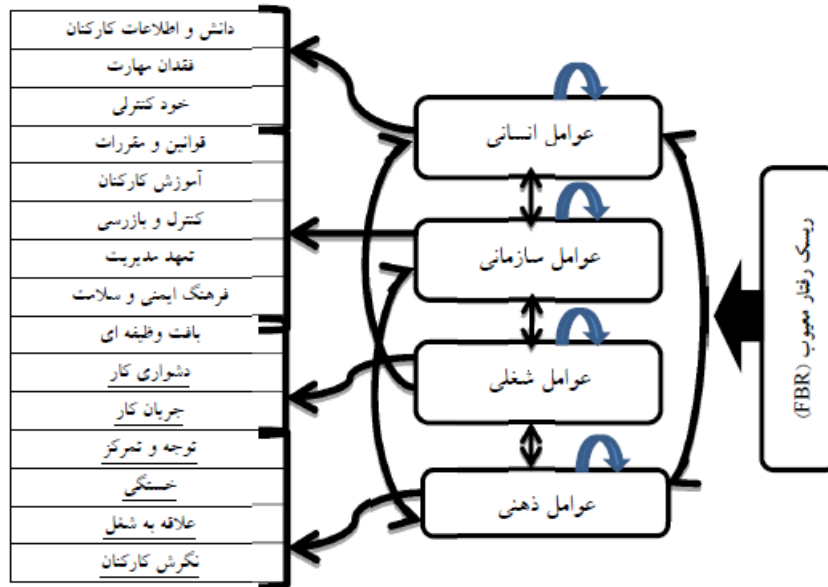 ریسک رفتار معیوب (FBR)
عوامل انسانی
عوامل سازمانی
عوامل شغلی
عوامل ذهنی
دانش و اطلاعات کارکنان
فقدان مهارت
خود کنترلی
قوانین و مقررات
آموزش کارکنان
کنترل و بازرسی
تعهد مدیریت
فرهنگ ایمنی و سلامت
بافت وظیفه ای
دشواری کار
جریان کار
توجه و تمرکز
خستگی
علاقه به شغل
نگرش کارکنان